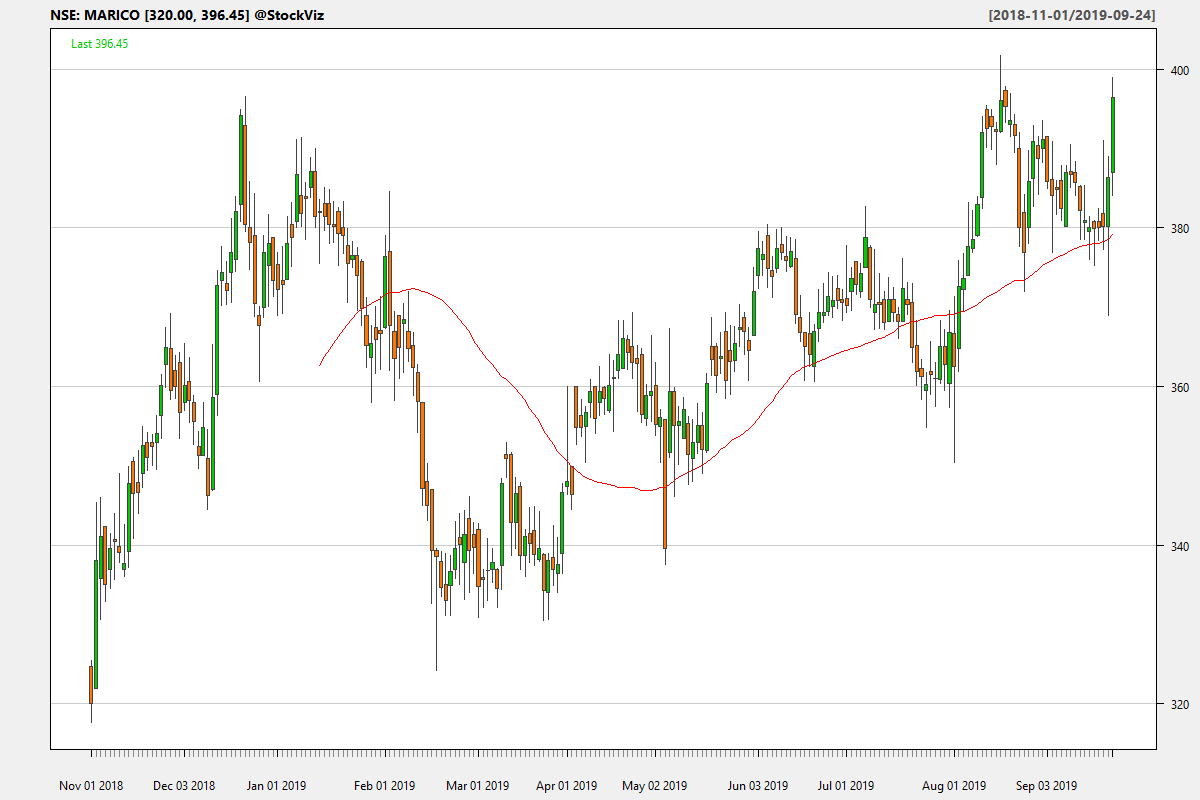 NSE: MARICO [320.00, 396.45] @StockViz
[2018-11-01/2019-09-24]
Last 396.45
400
380
360
340
320
Nov 01 2018 Dec 03 2018 Jan 01 2019 Feb 01 2019 Mar 01 2019 Apr 01 2019 May 02 2019 Jun 03 2019 Jul 01 2019 Aug 01 2019 Sep 03 2019